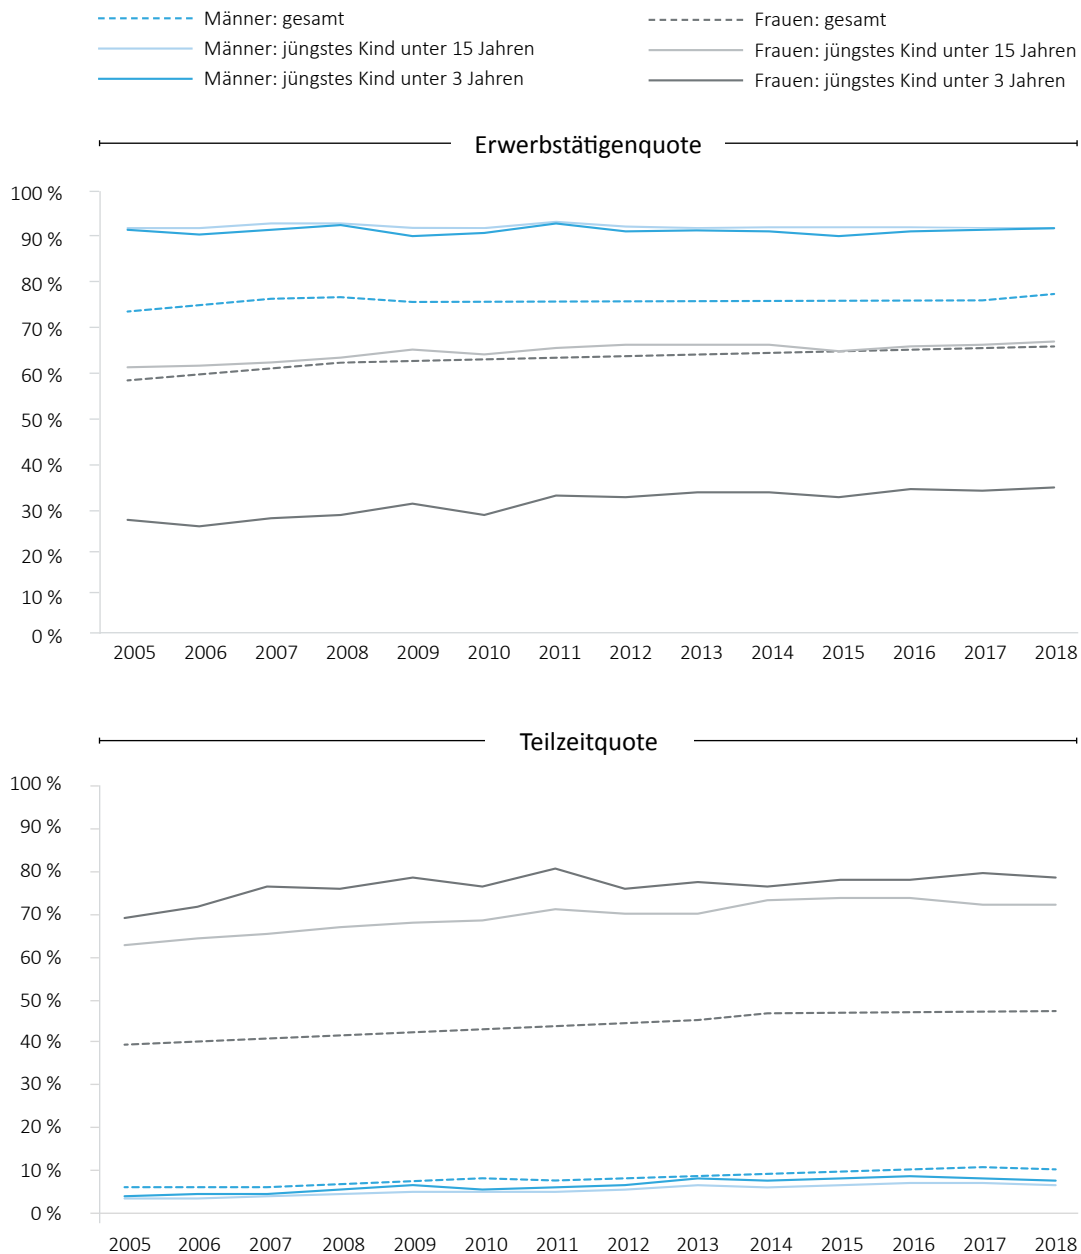 Männer: gesamt
Männer: jüngstes Kind unter 15 Jahren
Männer: jüngstes Kind unter 3 Jahren
Frauen: gesamt
Frauen: jüngstes Kind unter 15 Jahren
Frauen: jüngstes Kind unter 3 Jahren
Erwerbstätigenquote
100 %
90 %
80 %
70 %
60 %
50 %
40 %
30 %
20 %
10 %
0 %
2005 2006 2007 2008 2009 2010 2011 2012 2013 2014 2015 2016 2017 2018
Teilzeitquote
100 %
90 %
80 %
70 %
60 %
50 %
40 %
30 %
20 %
10 %
0 %
2005 2006 2007 2008 2009 2010 2011 2012 2013 2014 2015 2016 2017 2018